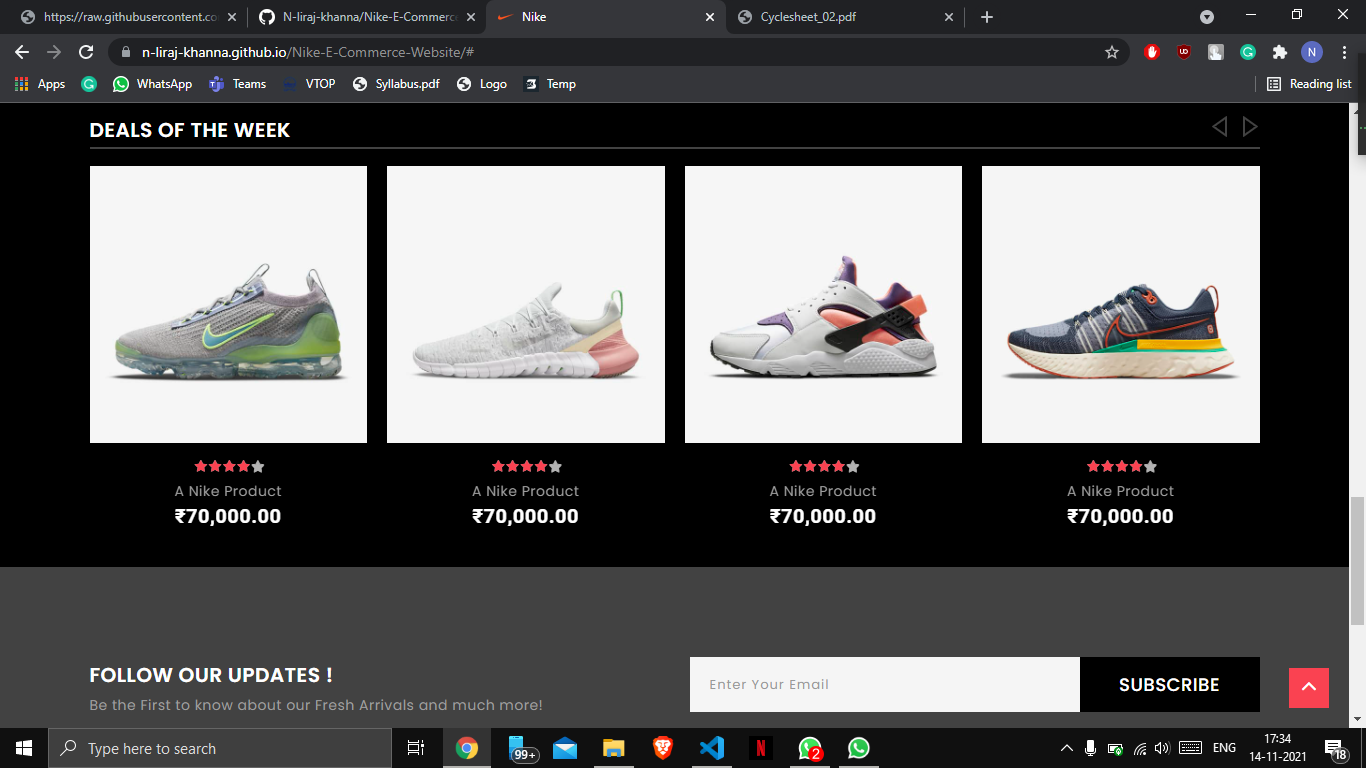 https://raw.githubusercontent.co
N-liraj-khanna/Nike-E-Commerce
Nike
Cyclesheet_02.pdf
n-liraj-khanna.github.io/Nike-E-Commerce-Website/#
N
Apps
WhatsApp
Teams
VTOP
Syllabus.pdf
Logo
Temp
Reading list
DEALS OF THE WEEK
A Nike Product
₹70,000.00
A Nike Product
₹70,000.00
A Nike Product
₹70,000.00
A Nike Product
₹70,000.00
FOLLOW OUR UPDATES !
Be the First to know about our Fresh Arrivals and much more!
Enter Your Email
SUBSCRIBE
Type here to search
99+
2
ENG
17:34
14-11-2021
18